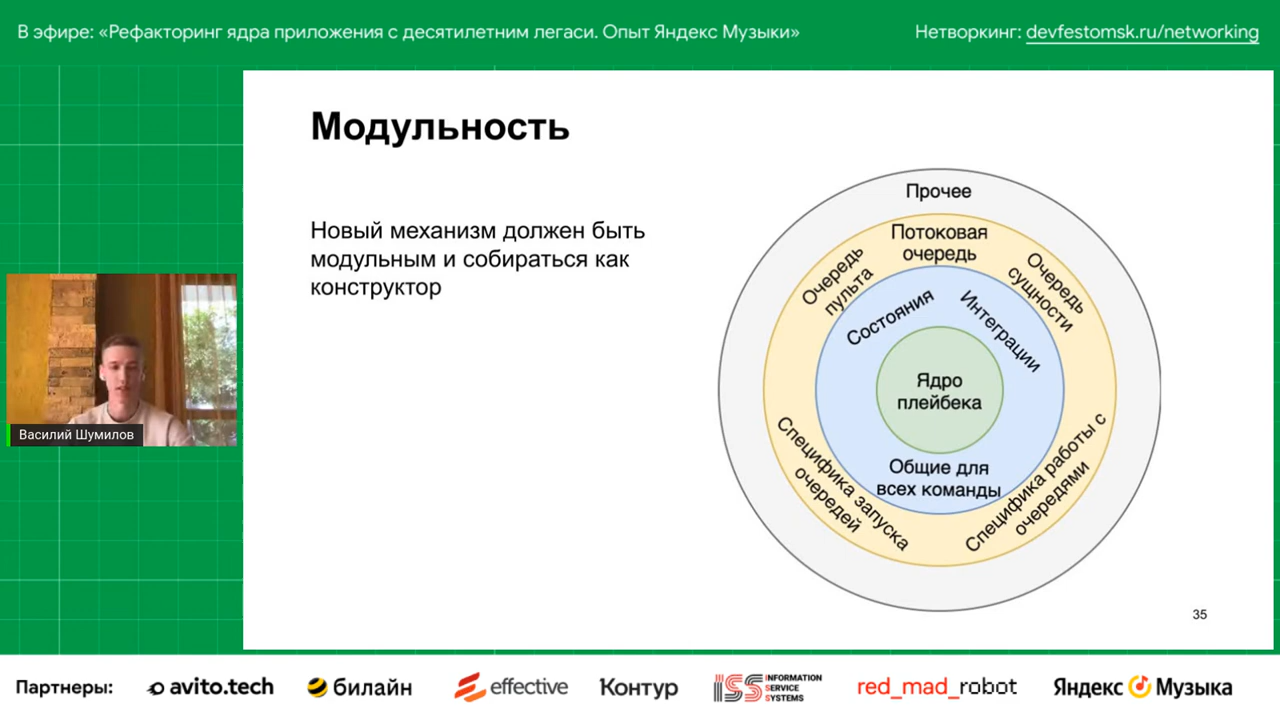 В эфире: «Рефакторинг ядра приложения с десятилетним легаси. Опыт Яндекс Музыки»
Нетворкинг: devfestomsk.ru/networking
Модульность
Новый механизм должен быть
модульным и собираться как
конструктор
Прочее
Потоковая
очередь
Очередь
пульта
Очередь
сущности
Состояния
Интеграции
Ядро
плейбека
Общие для
всех команды
Специфика запуска
очередей
Специфика работы с
очередями
35
Василий Шумилов
Партнеры:
avito.tech
билайн
effective
Контур
ISS INFORMATION
SERVICE
SYSTEMS
red_mad_robot
Яндекс Музыка